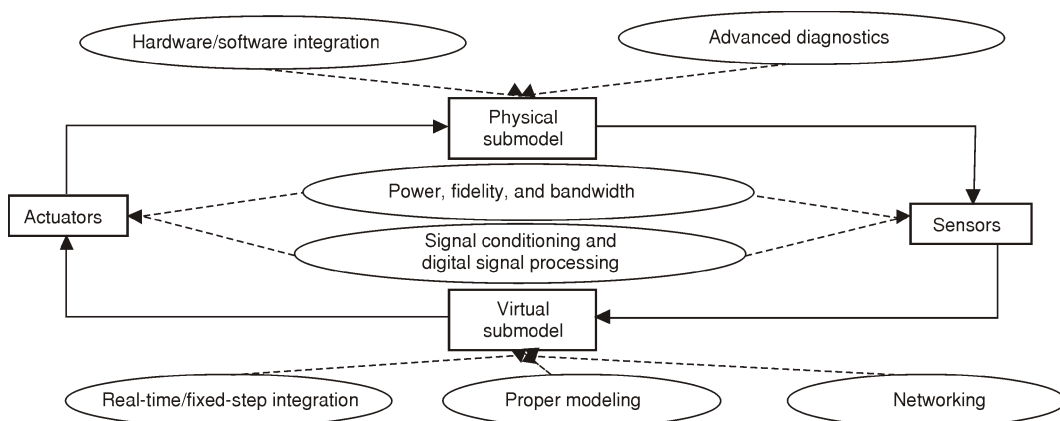 Hardware/software integration
Advanced diagnostics
Physical
submodel
Power, fidelity, and bandwidth
Actuators
Sensors
Signal conditioning and
digital signal processing
Virtual
submodel
Real-time/fixed-step integration
Proper modeling
Networking